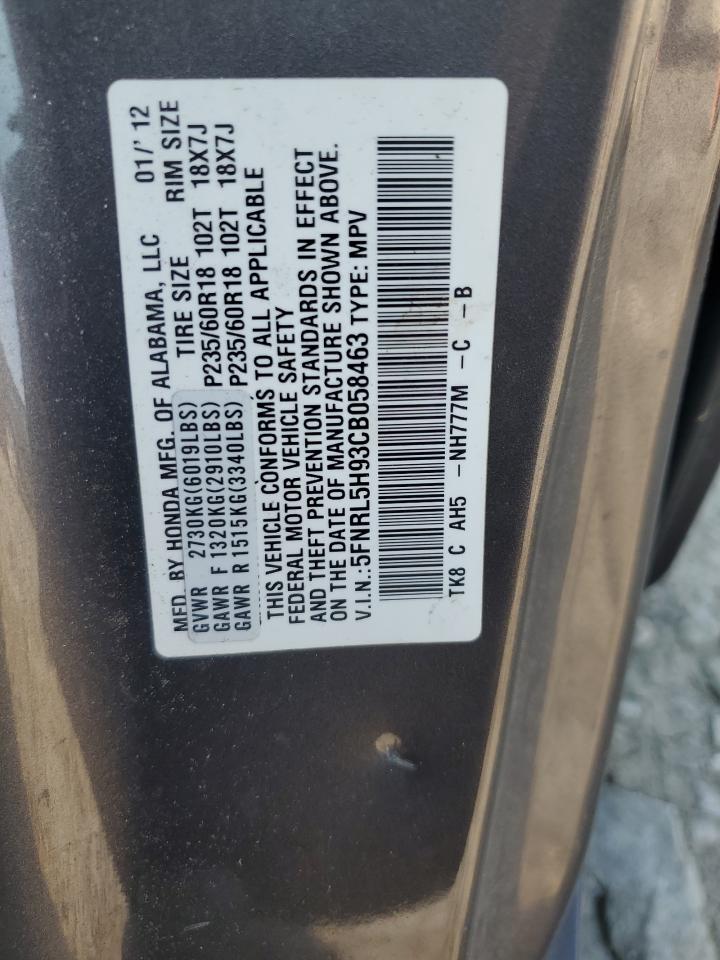 MFD. BY HONDA MFG. OF ALABAMA, LLC 01/'12
GVWR 2730KG(6019LBS) TIRE SIZE RIM SIZE
GAWR F 1320KG(2910LBS) P235/60R18 102T 18X7J
GAWR R 1515KG(3340LBS) P235/60R18 102T 18X7J
THIS VEHICLE CONFORMS TO ALL APPLICABLE
FEDERAL MOTOR VEHICLE SAFETY
AND THEFT PREVENTION STANDARDS IN EFFECT
ON THE DATE OF MANUFACTURE SHOWN ABOVE.
V.I.N.:5FNRL5H93CB058463 TYPE: MPV
TK8 C AH5 -NH777M -C -B